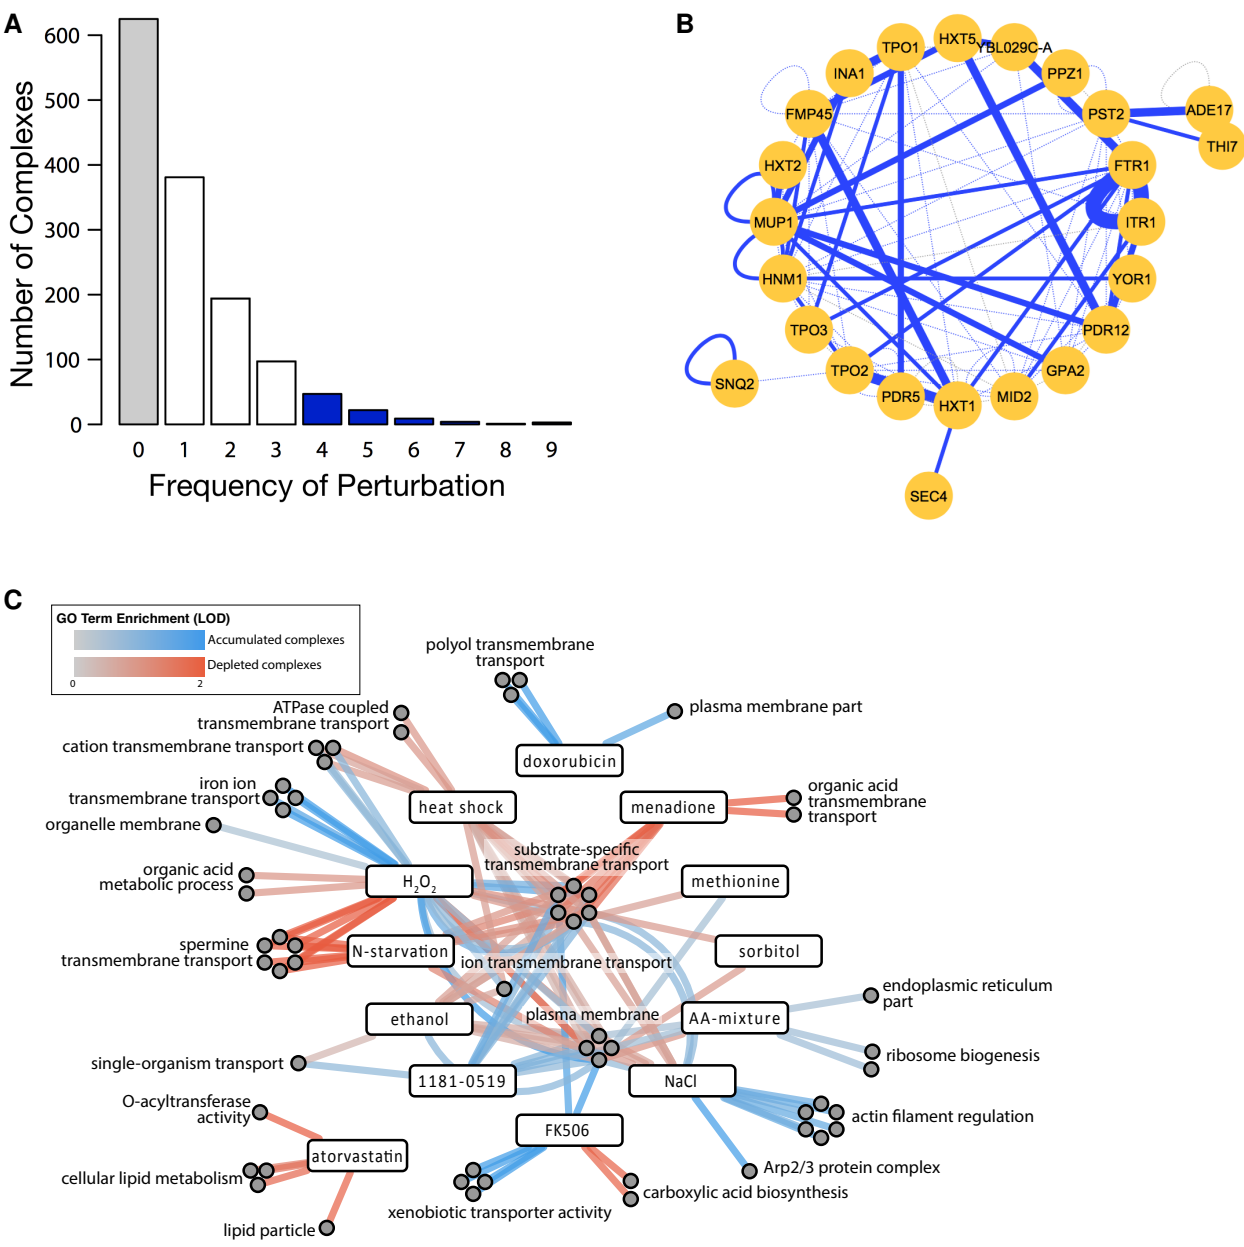 A
Number of Complexes
600
500
400
300
200
100
0
0 1 2 3 4 5 6 7 8 9
Frequency of Perturbation
B
HXT5
YBL029C-A
TPO1
INA1
PPZ1
FMP45
PST2
ADE17
THI7
HXT2
FTR1
MUP1
ITR1
HNM1
YOR1
TPO3
PDR12
SNQ2
TPO2
GPA2
PDR5
HXT1
MID2
SEC4
C
GO Term Enrichment (LOD)
Accumulated complexes
Depleted complexes
0 2
polyol transmembrane
transport
plasma membrane part
doxorubicin
ATPase coupled
transmembrane transport
cation transmembrane transport
iron ion
transmembrane transport
organelle membrane
heat shock
menadione
organic acid
transmembrane
transport
substrate-specific
transmembrane transport
organic acid
metabolic process
H2O2
methionine
spermine
transmembrane transport
N-starvation
ion transmembrane transport
sorbitol
endoplasmic reticulum
part
ethanol
plasma membrane
AA-mixture
ribosome biogenesis
single-organism transport
1181-0519
NaCl
O-acyltransferase
activity
FK506
actin filament regulation
atorvastatin
cellular lipid metabolism
Arp2/3 protein complex
carboxylic acid biosynthesis
xenobiotic transporter activity
lipid particle